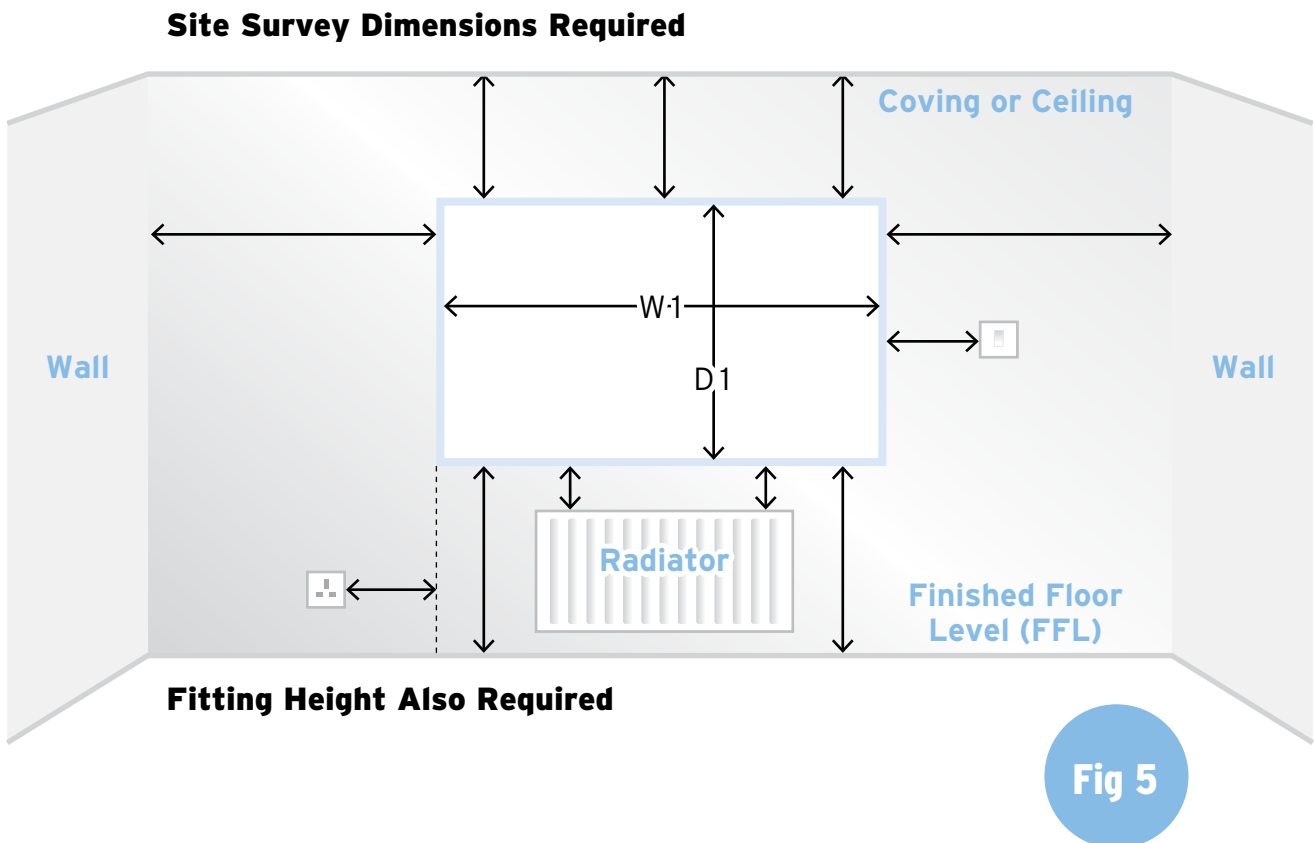 Site Survey Dimensions Required
Coving or Ceiling
W1
Wall
D1
Wall
Radiator
Finished Floor
Level (FFL)
Fitting Height Also Required
Fig 5